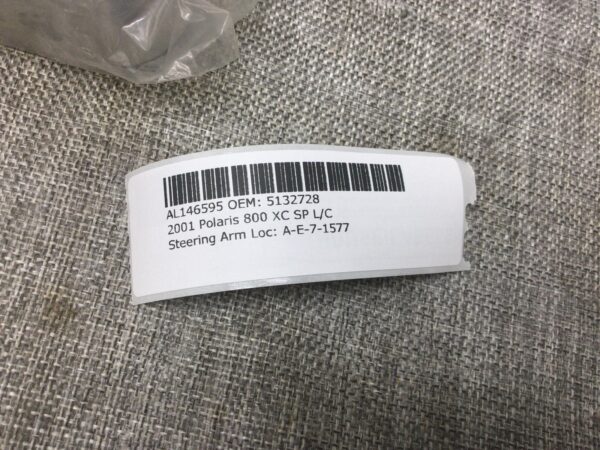 AL146595 OEM: 5132728
2001 Polaris 800 XC SP L/C
Steering Arm Loc: A-E-7-1577